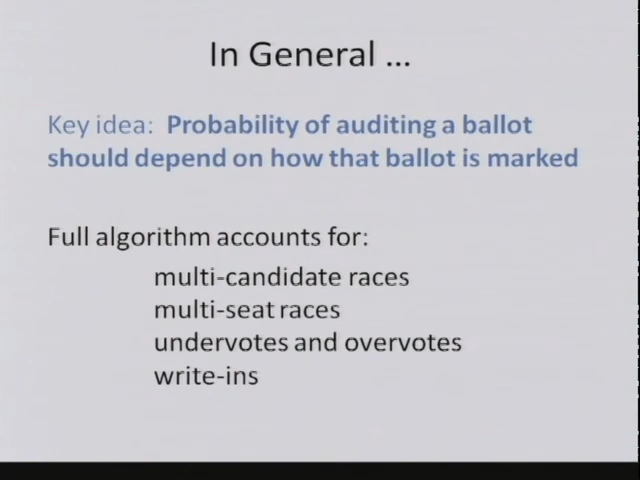 In General ...
Key idea: Probability of auditing a ballot
should depend on how that ballot is marked
Full algorithm accounts for:
multi-candidate races
multi-seat races
undervotes and overvotes
write-ins